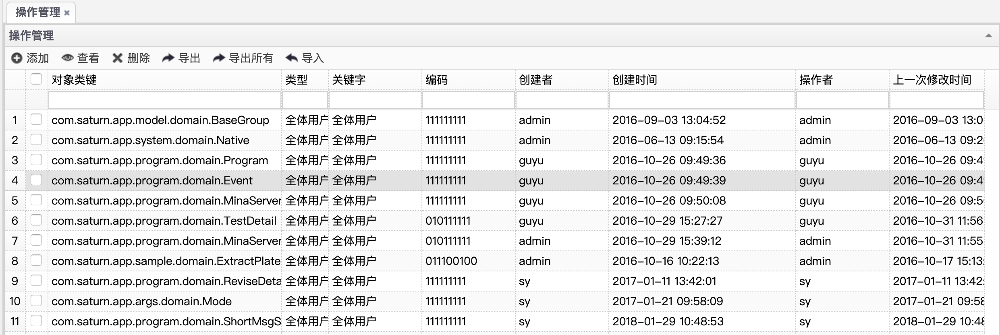 操作管理
操作管理
添加 查看 删除 导出 导出所有 导入
对象类键 类型 关键字 编码 创建者 创建时间 操作者 上一次修改时间
1 com.saturn.app.model.domain.BaseGroup 全体用户 全体用户 111111111 admin 2016-09-03 13:04:52 admin 2016-09-03 13:0
2 com.saturn.app.system.domain.Native 全体用户 全体用户 111111111 admin 2016-06-13 09:15:54 admin 2016-06-13 09:2
3 com.saturn.app.program.domain.Program 全体用户 全体用户 111111111 guyu 2016-10-26 09:49:36 guyu 2016-10-26 09:4
4 com.saturn.app.program.domain.Event 全体用户 全体用户 111111111 guyu 2016-10-26 09:49:39 guyu 2016-10-26 09:4
5 com.saturn.app.program.domain.MinaServer 全体用户 全体用户 111111111 guyu 2016-10-26 09:50:08 guyu 2016-10-26 09:5
6 com.saturn.app.program.domain.TestDetail 全体用户 全体用户 010111111 guyu 2016-10-29 15:27:27 guyu 2016-10-31 11:56
7 com.saturn.app.program.domain.MinaServer 全体用户 全体用户 010111111 admin 2016-10-29 15:39:12 admin 2016-10-31 11:55
8 com.saturn.app.sample.domain.ExtractPlate 全体用户 全体用户 011100100 admin 2016-10-16 10:22:13 admin 2016-10-17 15:13:
9 com.saturn.app.program.domain.ReviseDeta 全体用户 全体用户 111111111 sy 2017-01-11 13:42:01 sy 2017-01-11 13:42:
10 com.saturn.app.args.domain.Mode 全体用户 全体用户 111111111 sy 2017-01-21 09:58:09 sy 2017-01-21 09:58
11 com.saturn.app.program.domain.ShortMsgS 全体用户 全体用户 111111111 sy 2018-01-29 10:48:53 sy 2018-01-29 10:48